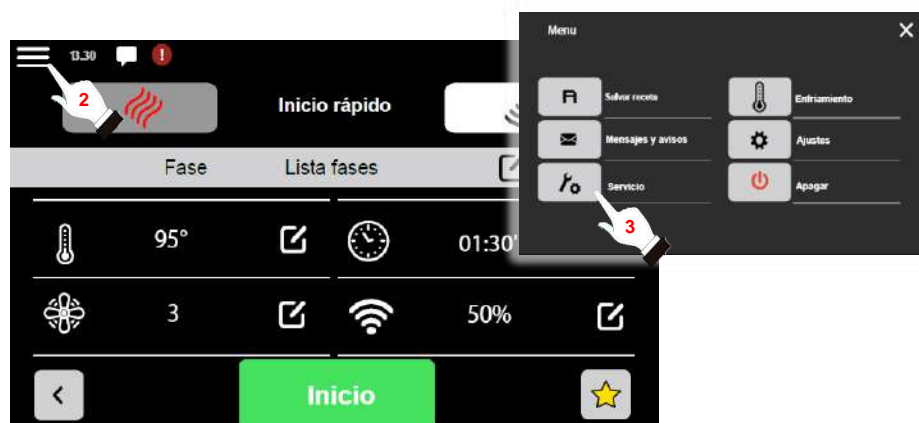 13.30
2
Inicio rápido
Fase Lista fases
95° 01:30'
3 50%
Inicio
Menu
Salvar receta Enfriamiento
Mensajes y avisos Ajustes
Servicio Apagar
3